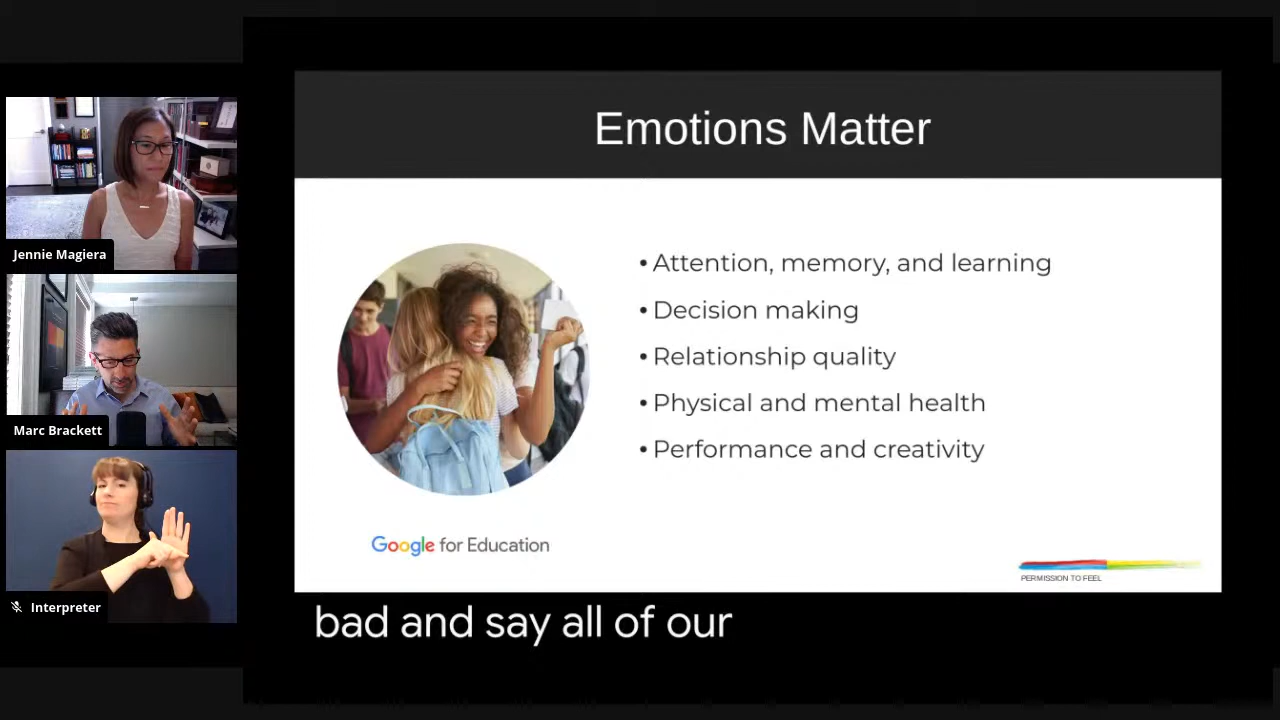 Emotions Matter
Jennie Magiera
Marc Brackett
Interpreter
• Attention, memory, and learning
• Decision making
• Relationship quality
• Physical and mental health
• Performance and creativity
Google for Education
PERMISSION TO FEEL
bad and say all of our